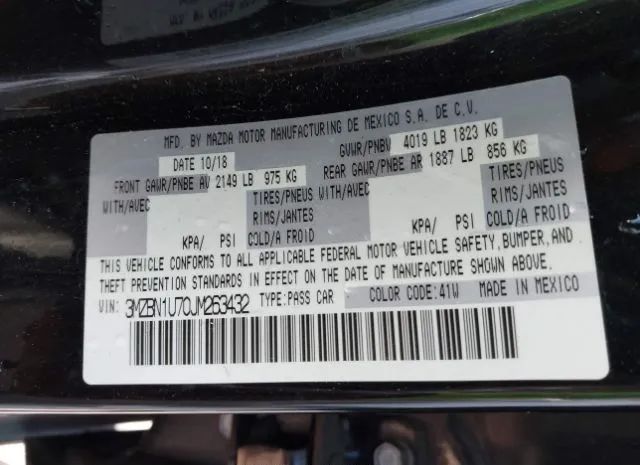 MFD. BY MAZDA MOTOR MANUFACTURING DE MEXICO S.A. DE C.V.
DATE 10/18 GVWR/PNBV 4019 LB 1823 KG
FRONT GAWR/PNBE AV 2149 LB 975 KG REAR GAWR/PNBE AR 1887 LB 856 KG
WITH/AVEC TIRES/PNEUS WITH/AVEC TIRES/PNEUS
RIMS/JANTES RIMS/JANTES
KPA/ PSI COLD/A FROID KPA/ PSI COLD/A FROID
THIS VEHICLE CONFORMS TO ALL APPLICABLE FEDERAL MOTOR VEHICLE SAFETY, BUMPER, AND
THEFT PREVENTION STANDARDS IN EFFECT ON THE DATE OF MANUFACTURE SHOWN ABOVE.
VIN: 3MZBN1U70JM263432 TYPE:PASS CAR COLOR CODE:41W MADE IN MEXICO